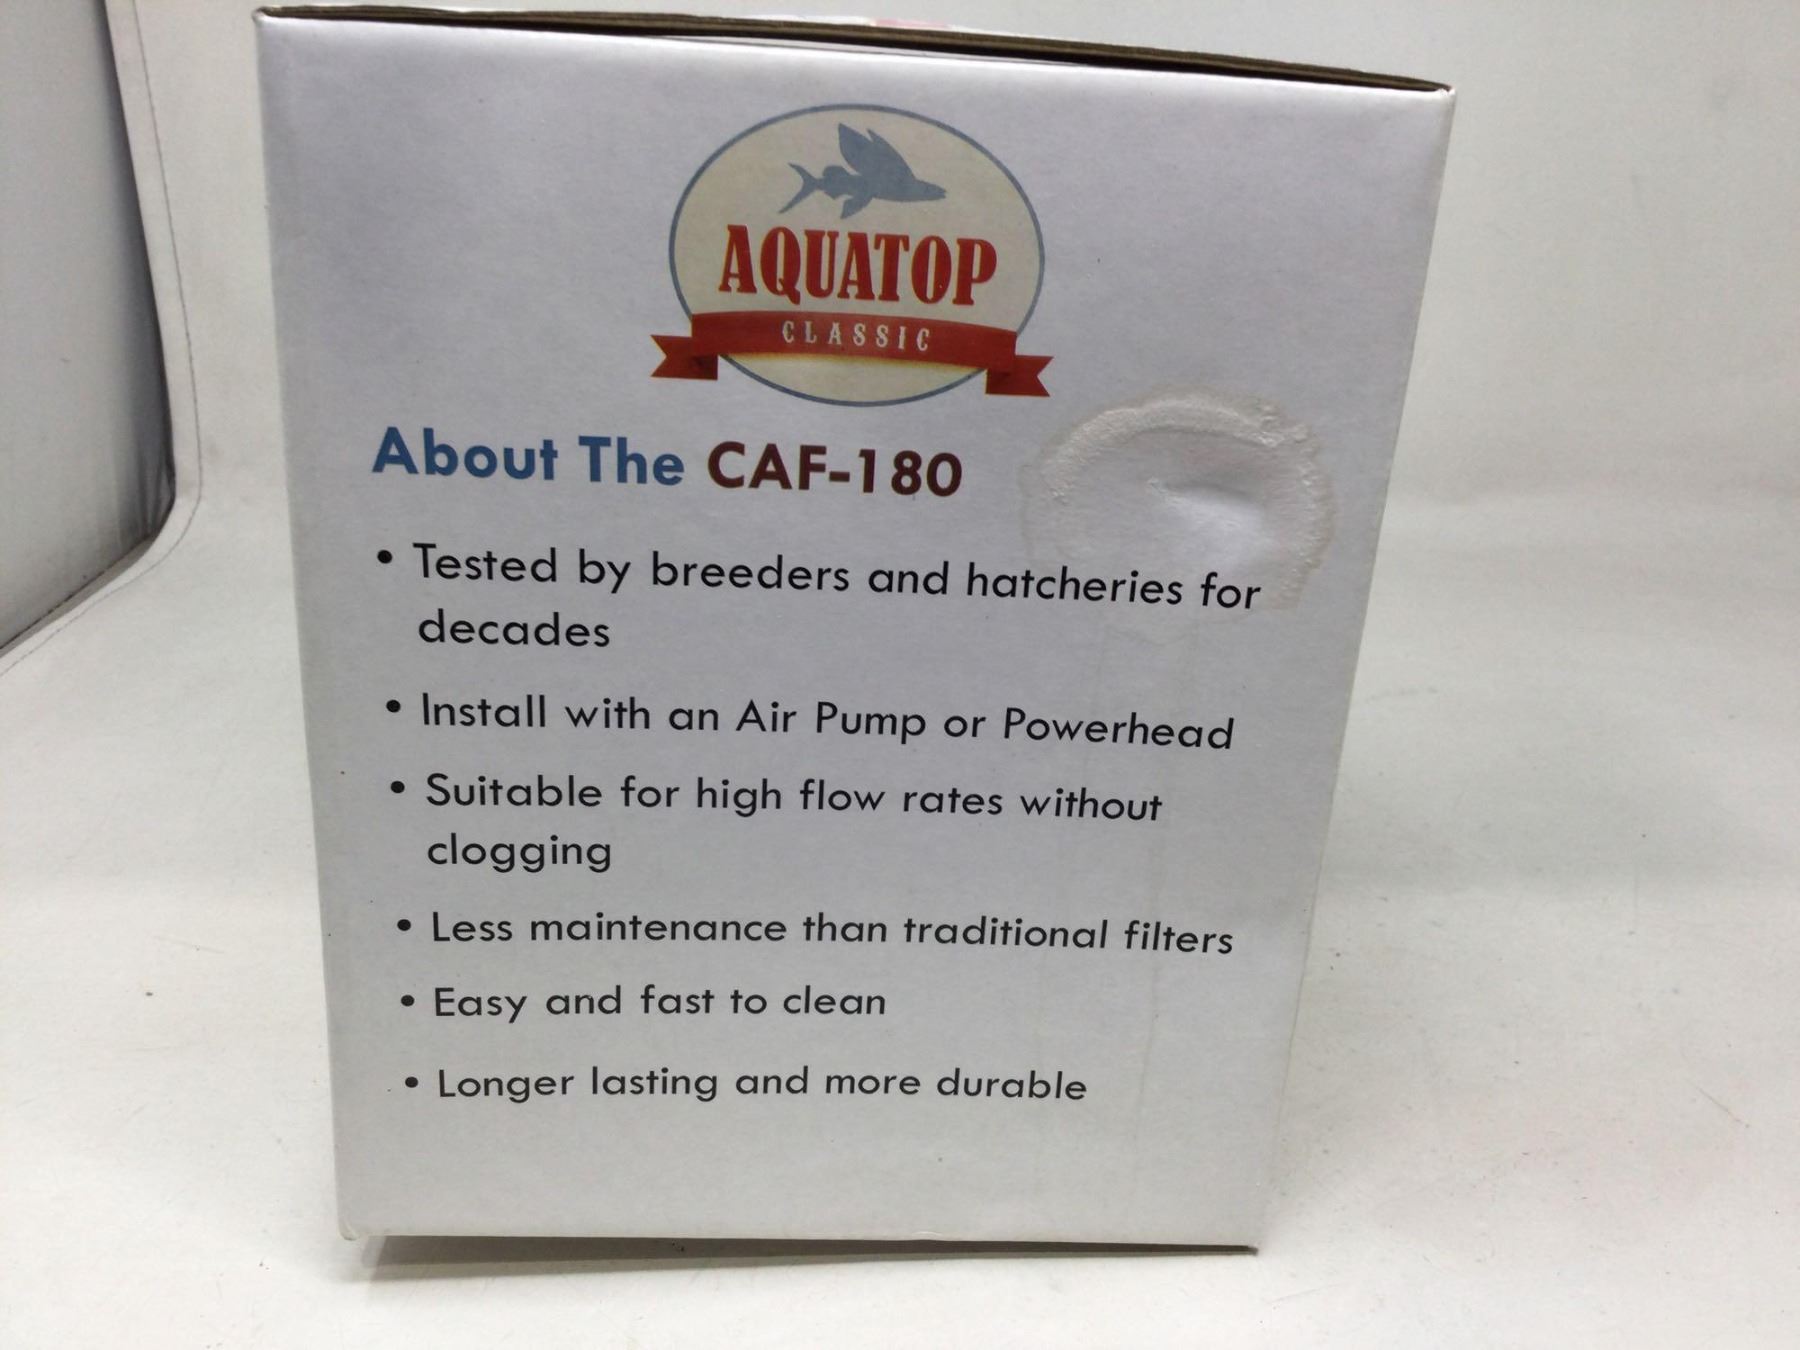 AQUATOP
CLASSIC
About The CAF-180
• Tested by breeders and hatcheries for
decades
• Install with an Air Pump or Powerhead
• Suitable for high flow rates without
clogging
• Less maintenance than traditional filters
• Easy and fast to clean
• Longer lasting and more durable